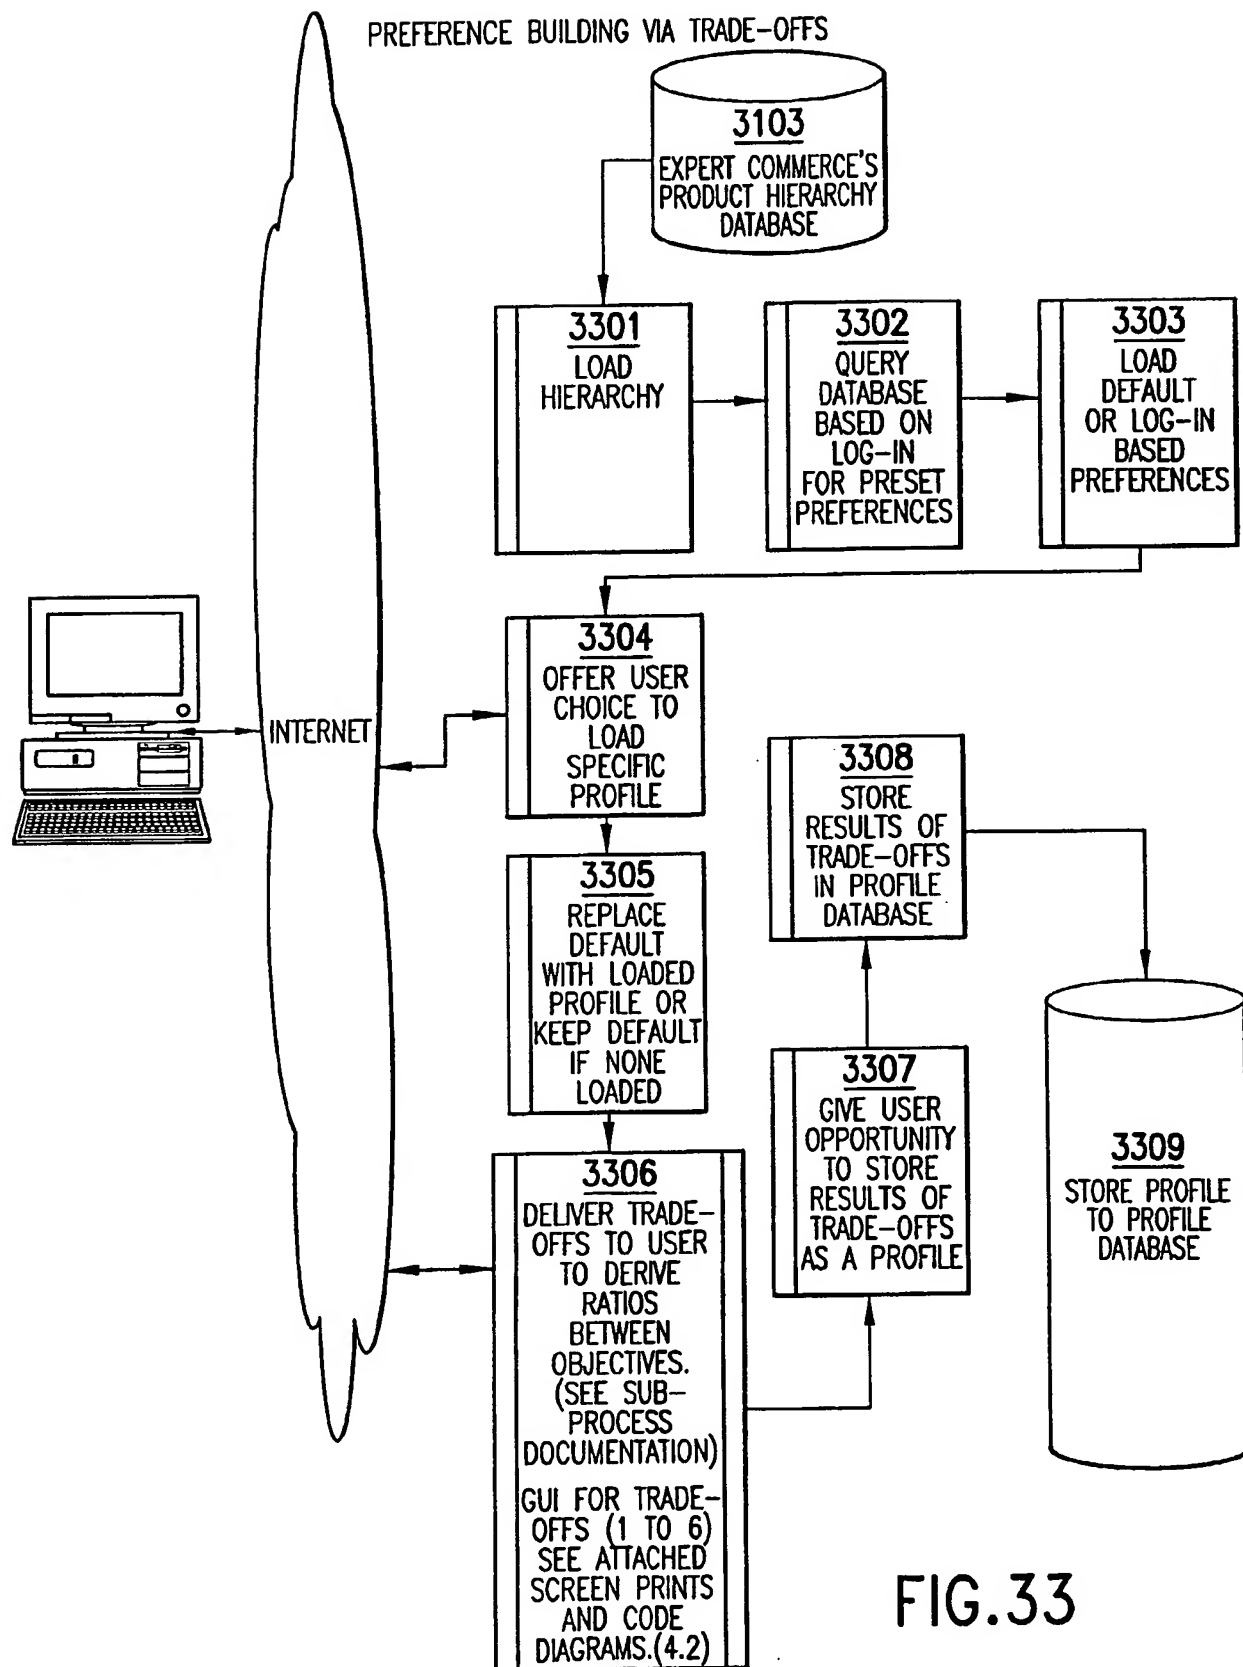 PREFERENCE BUILDING VIA TRADE-OFFS
3103
EXPERT COMMERCE'S
PRODUCT HIERARCHY
DATABASE
3301
LOAD
HIERARCHY
3302
QUERY
DATABASE
BASED ON
LOG-IN
FOR PRESET
PREFERENCES
3303
LOAD
DEFAULT
OR LOG-IN
BASED
PREFERENCES
INTERNET
3304
OFFER USER
CHOICE TO
LOAD
SPECIFIC
PROFILE
3305
REPLACE
DEFAULT
WITH LOADED
PROFILE OR
KEEP DEFAULT
IF NONE
LOADED
3306
DELIVER TRADE-
OFFS TO USER
TO DERIVE
RATIOS
BETWEEN
OBJECTIVES.
(SEE SUB-
PROCESS
DOCUMENTATION)
GUI FOR TRADE-
OFFS (1 TO 6)
SEE ATTACHED
SCREEN PRINTS
AND CODE
DIAGRAMS.(4.2)
3307
GIVE USER
OPPORTUNITY
TO STORE
RESULTS OF
TRADE-OFFS
AS A PROFILE
3308
STORE
RESULTS OF
TRADE-OFFS
IN PROFILE
DATABASE
3309
STORE PROFILE
TO PROFILE
DATABASE
FIG.33